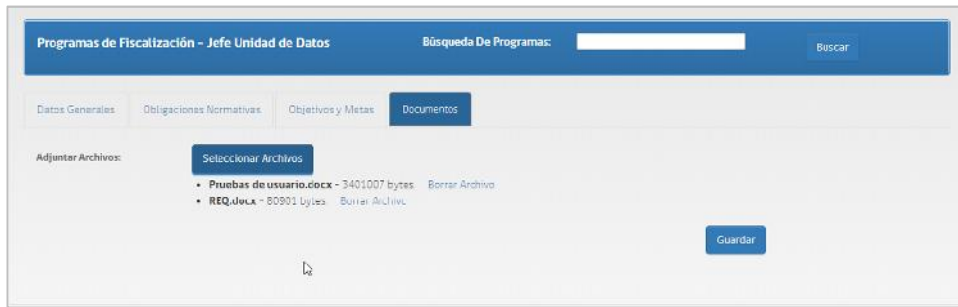 Programas de Fiscalización – Jefe Unidad de Datos Búsqueda De Programas: Buscar
Datos Generales Obligaciones Normativas Objetivos y Metas Documentos
Adjuntar Archivos: Seleccionar Archivos
• Pruebas de usuario.docx - 3401007 bytes Borrar Archivo
• REQ.docx - 80901 bytes Borrar Archivo
Guardar